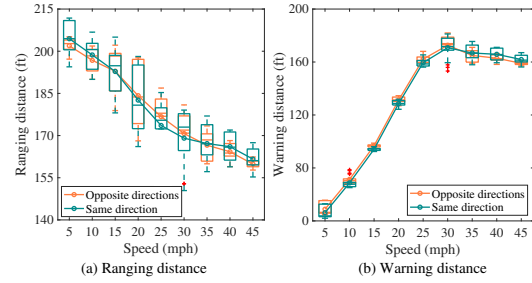 215
200
185
170
155
140
Ranging distance (ft)
5 10 15 20 25 30 35 40 45
Speed (mph)
Opposite directions
Same direction
(a) Ranging distance
200
160
120
80
40
0
Warning distance (ft)
5 10 15 20 25 30 35 40 45
Speed (mph)
Opposite directions
Same direction
(b) Warning distance